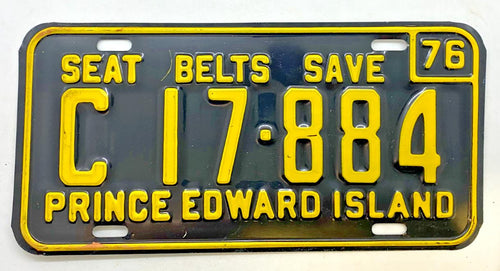 76
SEAT BELTS SAVE
C 17·884
PRINCE EDWARD ISLAND